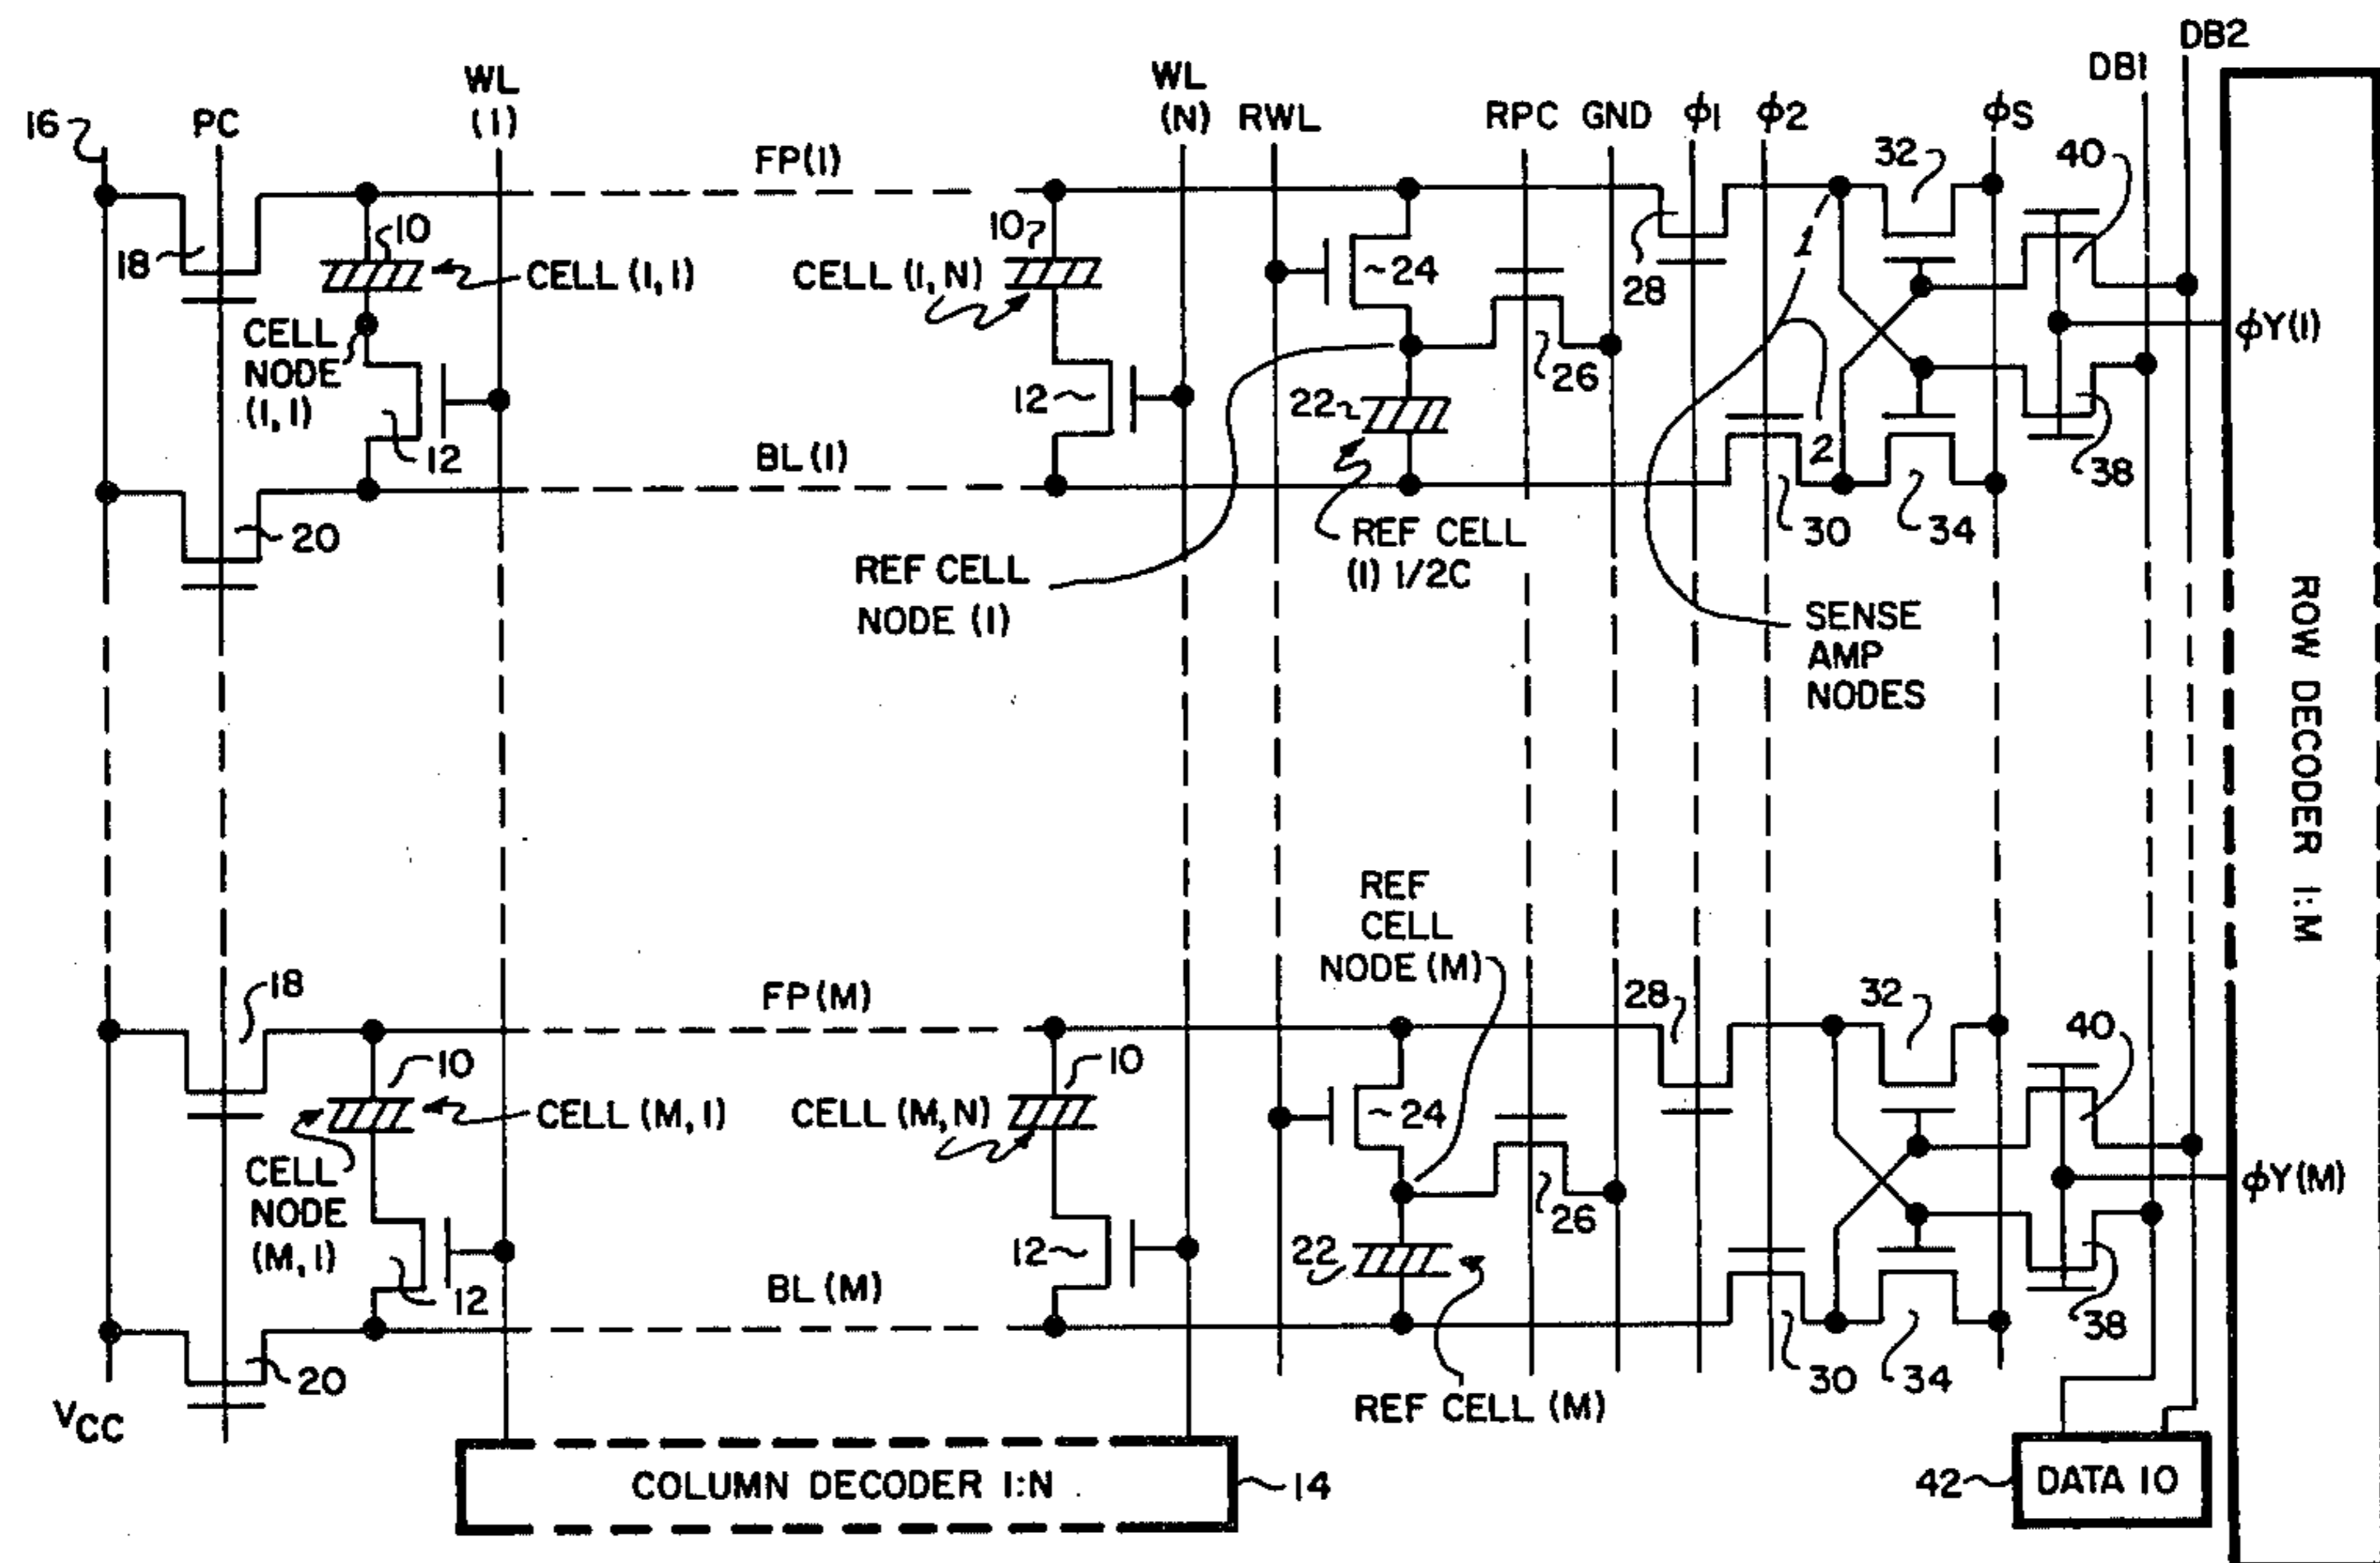 DB2
DB1
WL
(1)
WL
(N)
16
PC
RWL
RPC
GND
ϕ1
ϕ2
ϕS
FP(1)
32
40
10
18
CELL (1,1)
10
CELL (1,N)
24
28
1
CELL
NODE
(1,1)
12
12
26
22
ϕY(1)
BL(1)
2
38
20
REF CELL
(1) 1/2C
30
34
REF CELL
NODE (1)
SENSE
AMP
NODES
ROW DECODER 1:M
REF
CELL
NODE (M)
18
FP(M)
28
32
40
10
10
CELL (M,1)
CELL (M,N)
24
CELL
NODE
(M,1)
12
12
22
26
ϕY(M)
BL(M)
38
20
30
34
VCC
REF CELL (M)
COLUMN DECODER 1:N
14
42
DATA IO